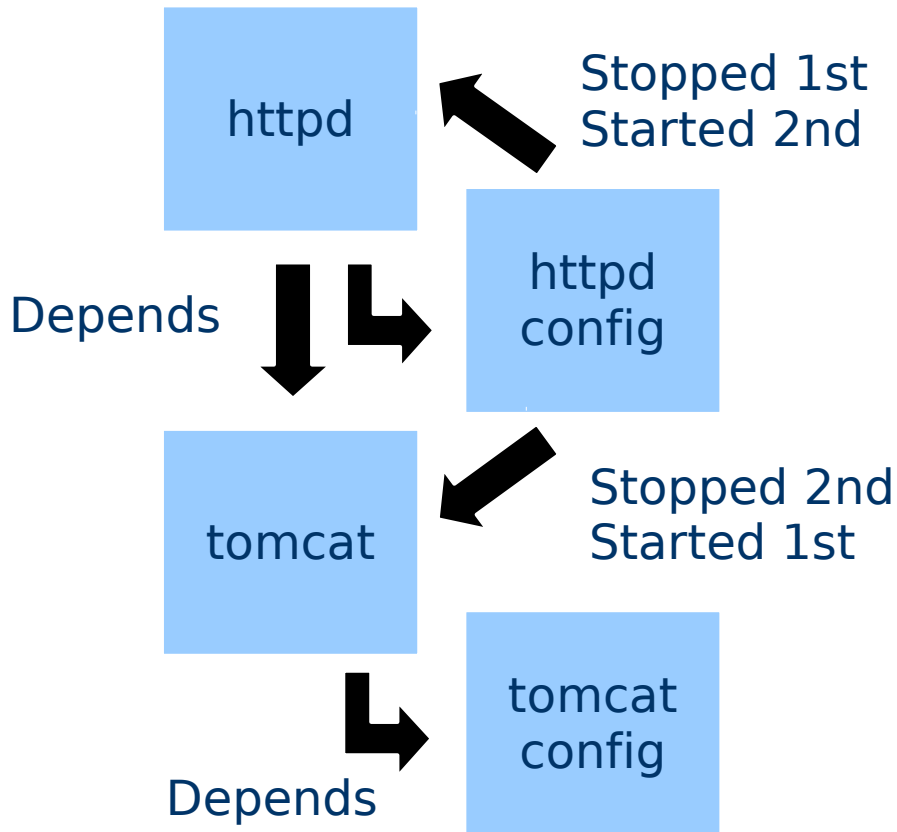 httpd
Stopped 1st
Started 2nd
httpd
config
Depends
tomcat
Stopped 2nd
Started 1st
tomcat
config
Depends